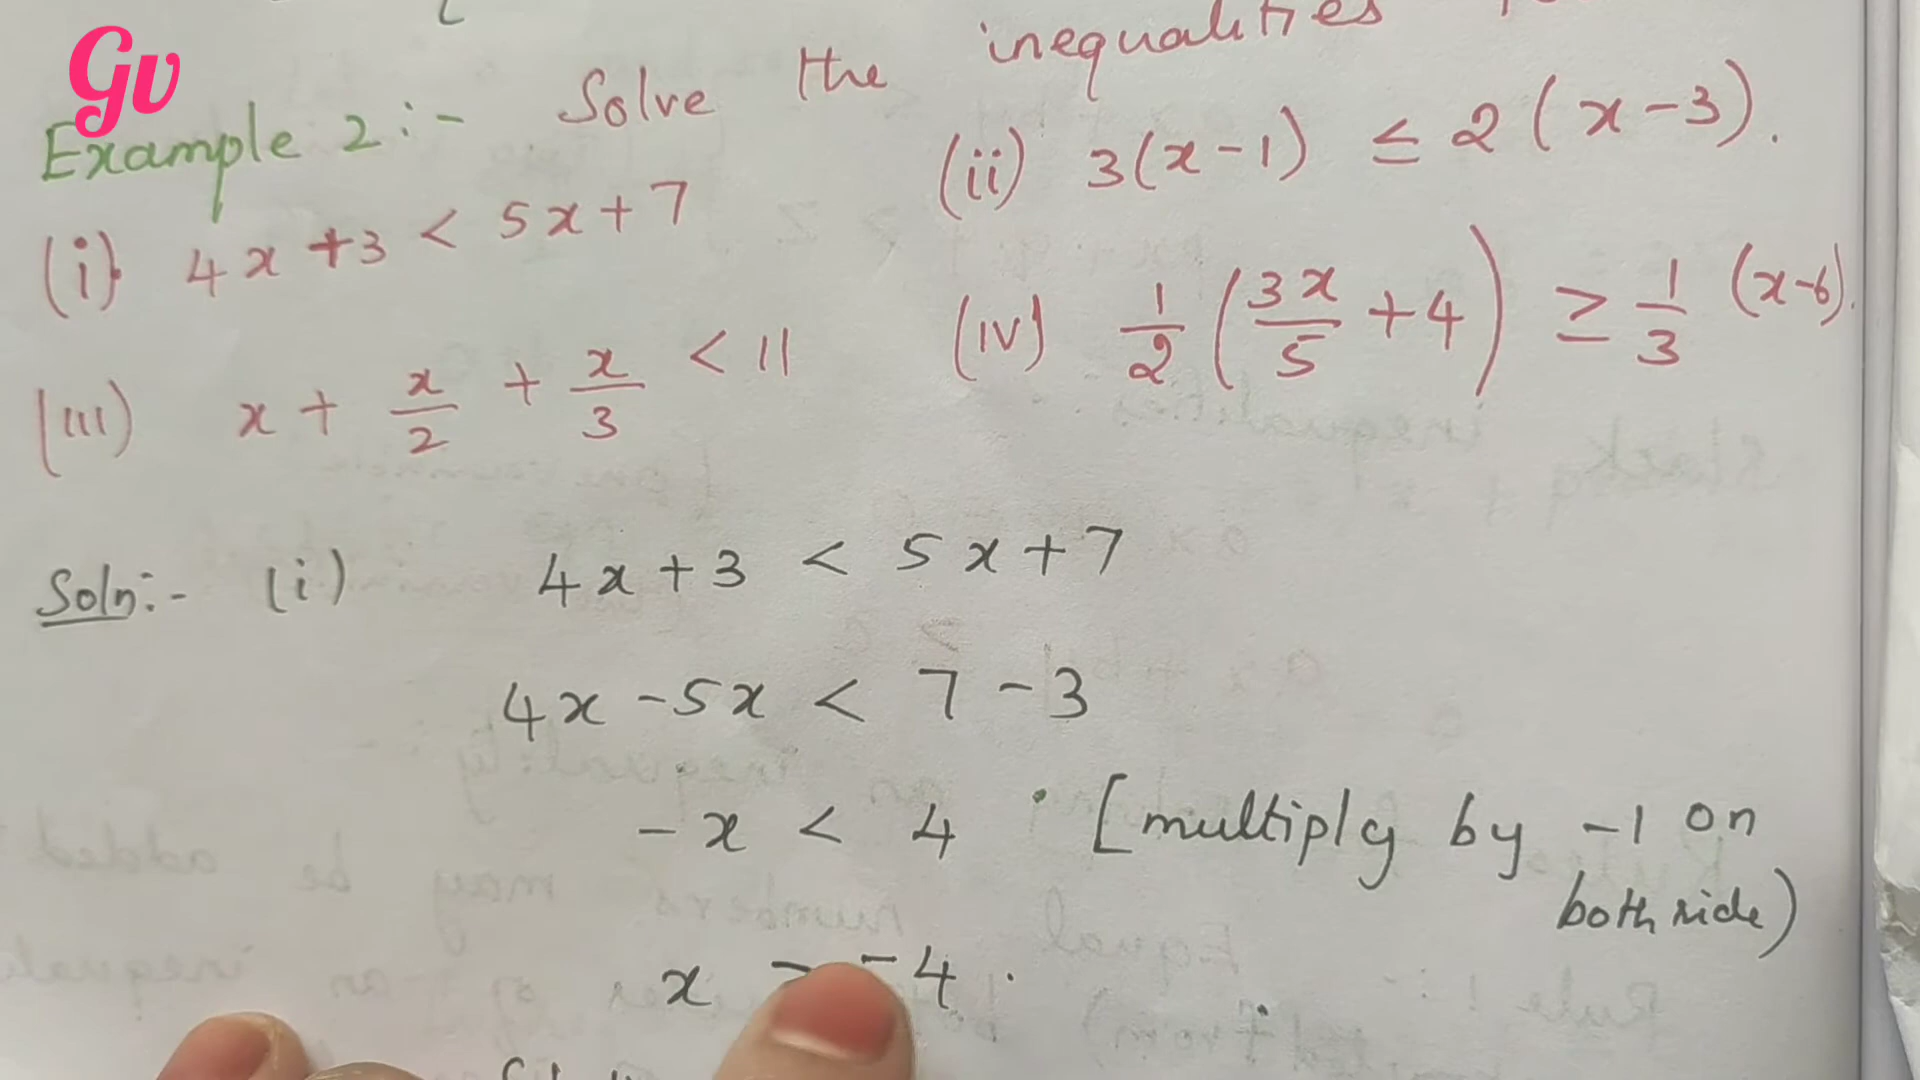 Gv
Example 2 :- Solve the inequalities
(i) 4x + 3 < 5x + 7
(ii) 3(x-1) ≤ 2(x-3).
(iii) x + x/2 + x/3 < 11
(iv) 1/2 (3x/5 + 4) ≥ 1/3 (x-6).
Soln:- (i) 4x + 3 < 5x + 7
4x - 5x < 7 - 3
-x < 4 [multiply by -1 on
both side)
x > -4.